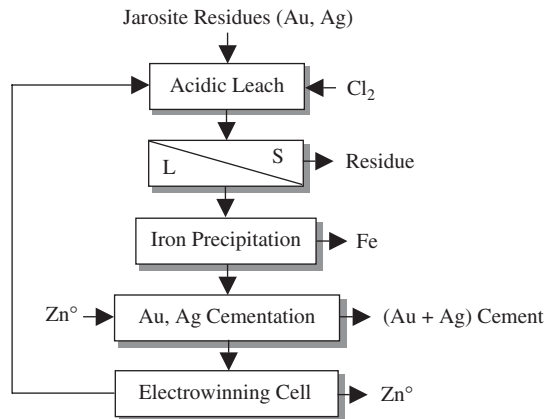 Jarosite Residues (Au, Ag)
Acidic Leach
Cl₂
L
S
Residue
Iron Precipitation
Fe
Zn°
Au, Ag Cementation
(Au + Ag) Cement
Electrowinning Cell
Zn°